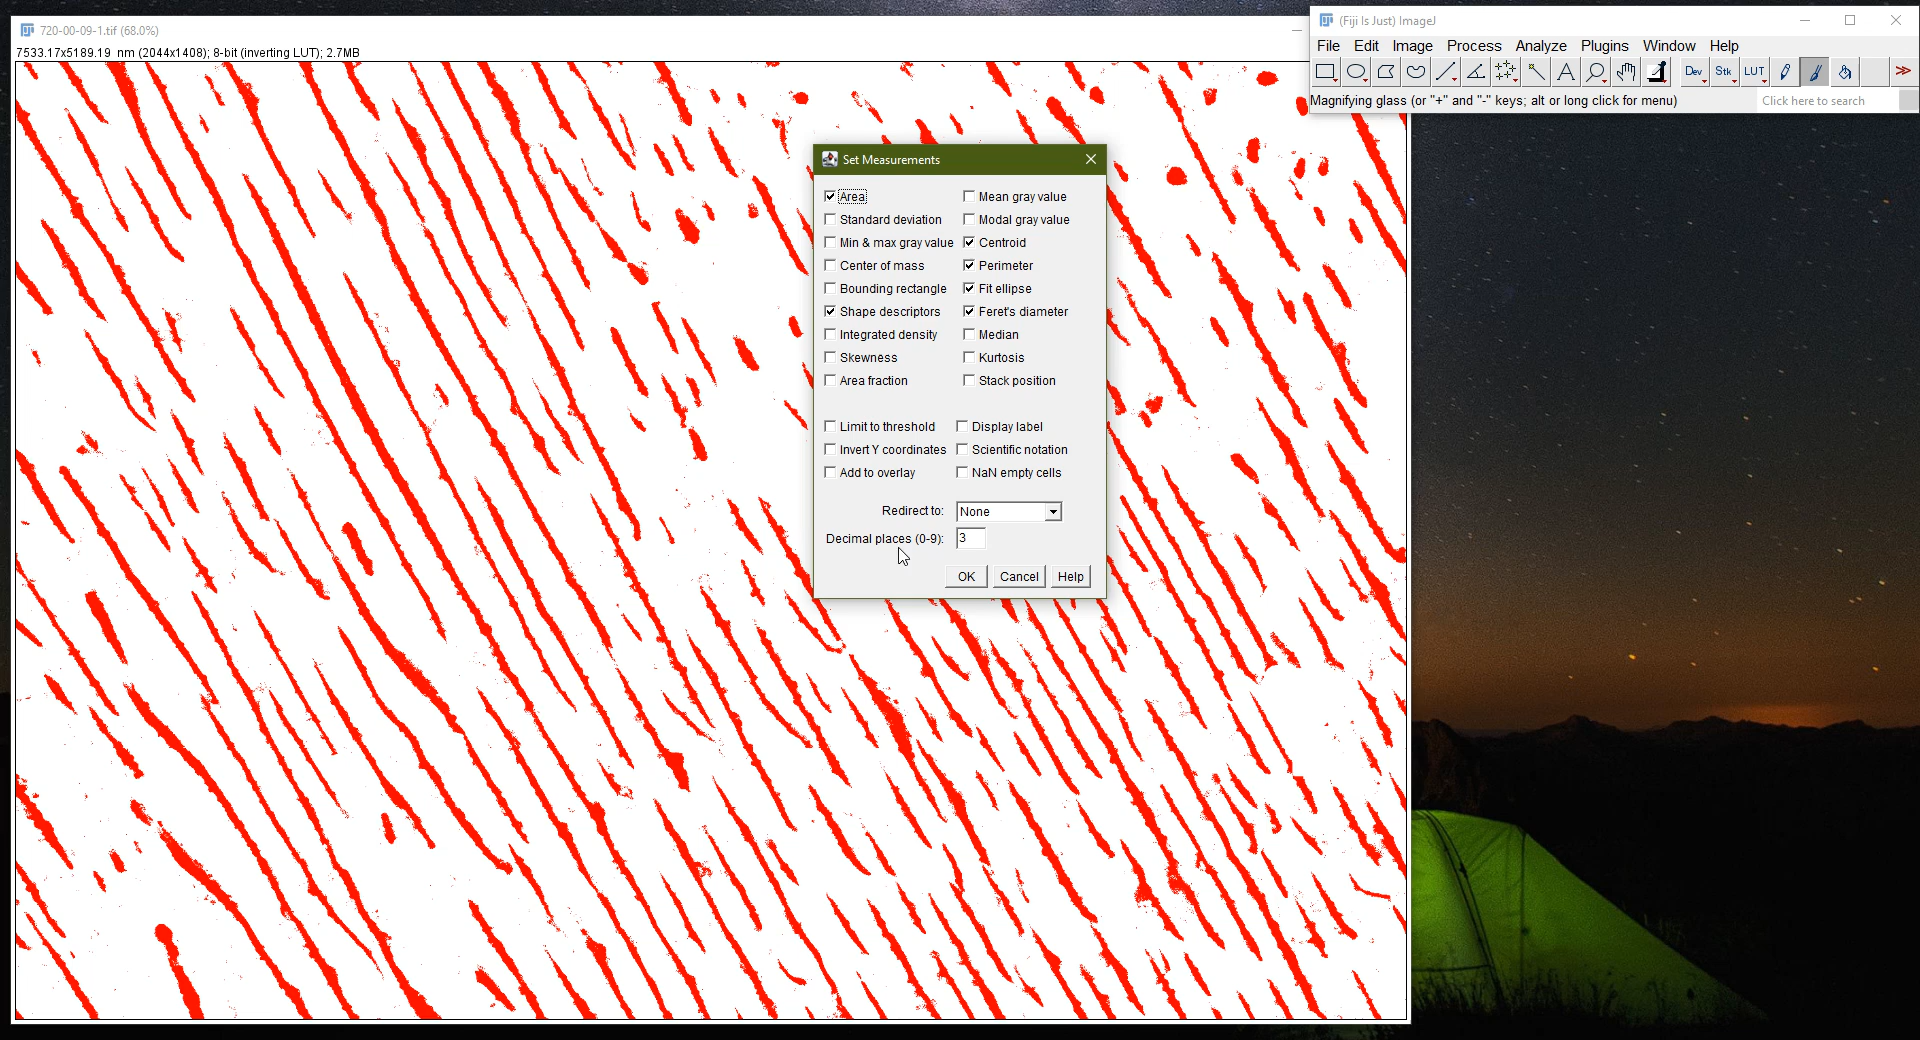 720-00-09-1.tif (68.0%)
7533.17x5189.19 nm (2044x1408); 8-bit (inverting LUT); 2.7MB
(Fiji Is Just) ImageJ
File Edit Image Process Analyze Plugins Window Help
Dev Stk LUT
Magnifying glass (or "+" and "-" keys; alt or long click for menu)
Click here to search
Set Measurements
Area Mean gray value
Standard deviation Modal gray value
Min & max gray value Centroid
Center of mass Perimeter
Bounding rectangle Fit ellipse
Shape descriptors Feret's diameter
Integrated density Median
Skewness Kurtosis
Area fraction Stack position
Limit to threshold Display label
Invert Y coordinates Scientific notation
Add to overlay NaN empty cells
Redirect to: None
Decimal places (0-9): 3
OK Cancel Help